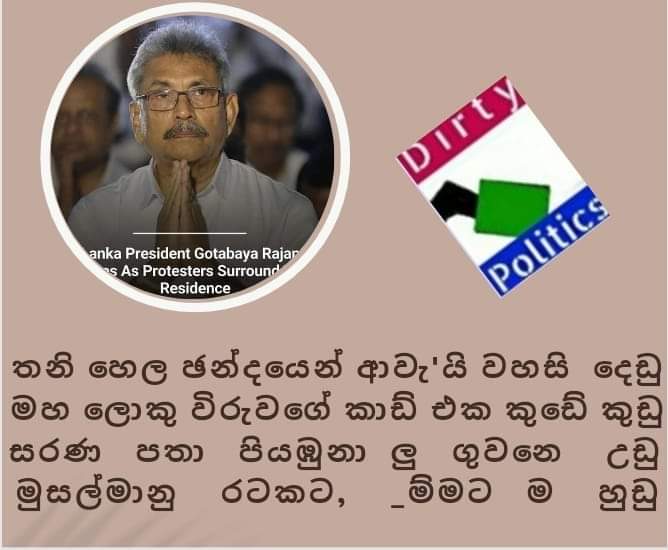 anka President Gotabaya Rajap
es As Protesters Surround
Residence
Dirty
Politics
තනි හෙල ඡන්දයෙන් ආවැ'යි වහසි දෙඩු
මහ ලොකු විරුවගේ කාඩ් එක කුඩේ කුඩු
සරණ පතා පියඹුනා ලු ගුවනෙ උඩු
මුසල්මානු රටකට, _ම්මට ම හුඩු